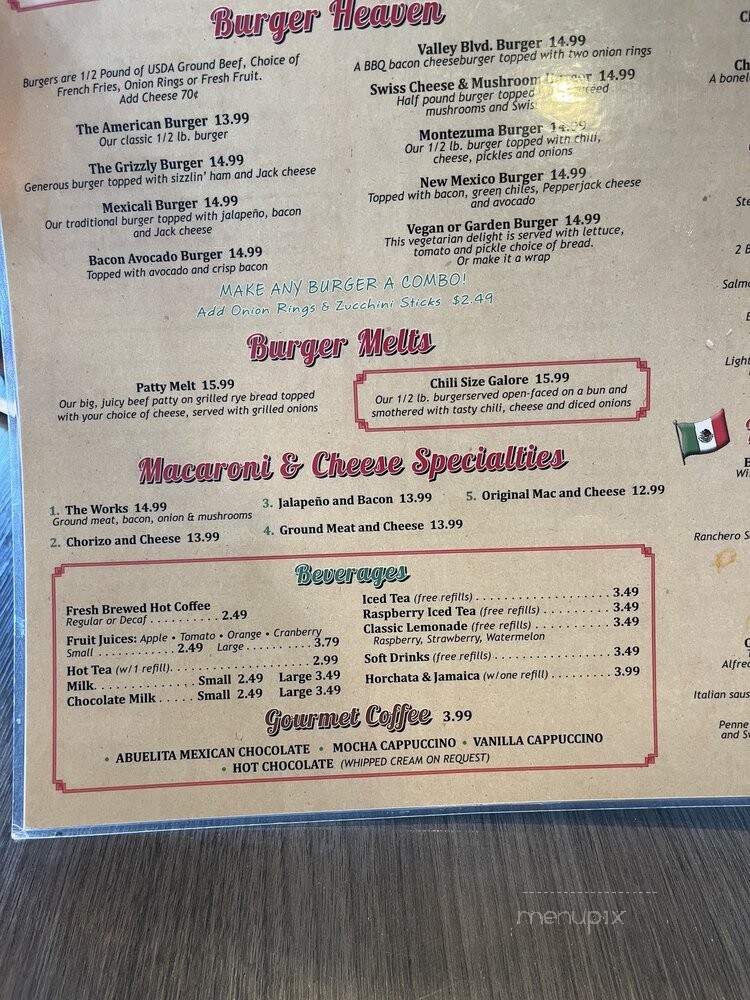 Burger Heaven
Burgers are 1/2 Pound of USDA Ground Beef, Choice of
French Fries, Onion Rings or Fresh Fruit.
Add Cheese 70¢
The American Burger 13.99
Our classic 1/2 lb. burger
The Grizzly Burger 14.99
Generous burger topped with sizzlin' ham and Jack cheese
Mexicali Burger 14.99
Our traditional burger topped with jalapeño, bacon
and Jack cheese
Bacon Avocado Burger 14.99
Topped with avocado and crisp bacon
Valley Blvd. Burger 14.99
A BBQ bacon cheeseburger topped with two onion rings
Swiss Cheese & Mushroom Burger 14.99
Half pound burger topped
mushrooms and Swiss
Montezuma Burger 14.99
Our 1/2 lb. burger topped with chili,
cheese, pickles and onions
New Mexico Burger 14.99
Topped with bacon, green chiles, Pepperjack cheese
and avocado
Vegan or Garden Burger 14.99
This vegetarian delight is served with lettuce,
tomato and pickle choice of bread.
Or make it a wrap
MAKE ANY BURGER A COMBO!
Add Onion Rings & Zucchini Sticks $2.49
Burger Melts
Patty Melt 15.99
Our big, juicy beef patty on grilled rye bread topped
with your choice of cheese, served with grilled onions
Chili Size Galore 15.99
Our 1/2 lb. burgerserved open-faced on a bun and
smothered with tasty chili, cheese and diced onions
Macaroni & Cheese Specialties
1. The Works 14.99
Ground meat, bacon, onion & mushrooms
2. Chorizo and Cheese 13.99
3. Jalapeño and Bacon 13.99
4. Ground Meat and Cheese 13.99
5. Original Mac and Cheese 12.99
Beverages
Fresh Brewed Hot Coffee
Regular or Decaf . . . . . . . . . . 2.49
Fruit Juices: Apple • Tomato • Orange • Cranberry
Small . . . . . . . . . . . 2.49 Large . . . . . . . . . . 3.79
Hot Tea (w/1 refill). . . . . . . . . . . . . . . . . . . . 2.99
Milk. . . . . . . . . . . . . Small 2.49 Large 3.49
Chocolate Milk . . . . . Small 2.49 Large 3.49
Iced Tea (free refills) . . . . . . . . . . . . . . . . . . . 3.49
Raspberry Iced Tea (free refills) . . . . . . . . . . 3.49
Classic Lemonade (free refills) . . . . . . . . . . . 3.49
Raspberry, Strawberry, Watermelon
Soft Drinks (free refills). . . . . . . . . . . . . . . . . 3.49
Horchata & Jamaica (w/one refill) . . . . . . . . . 3.99
Gourmet Coffee 3.99
• ABUELITA MEXICAN CHOCOLATE • MOCHA CAPPUCCINO • VANILLA CAPPUCCINO
• HOT CHOCOLATE (WHIPPED CREAM ON REQUEST)
A bonel
Ste
2 B
Salmo
Light
Wi
Ranchero S
Alfred
Italian saus
Penne
and Sw
menupix